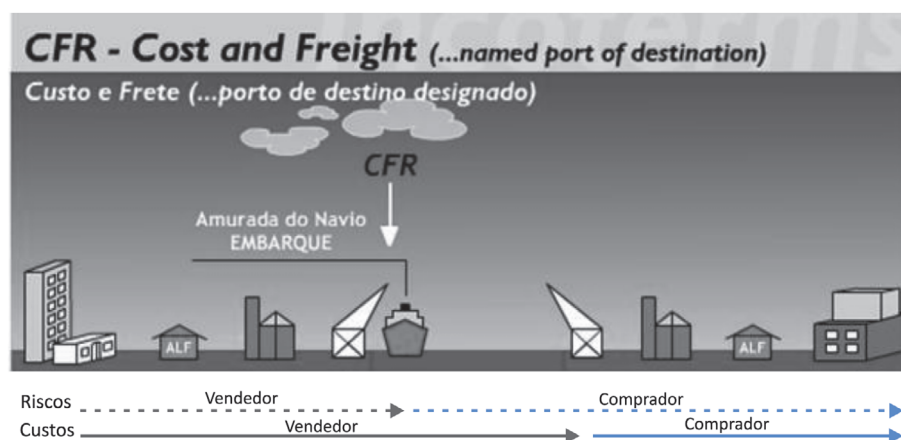 incoterms
CFR - Cost and Freight (...named port of destination)
Custo e Frete (...porto de destino designado)
CFR
Amurada do Navio
EMBARQUE
ALF
ALF
Riscos Vendedor Comprador
Custos Vendedor Comprador